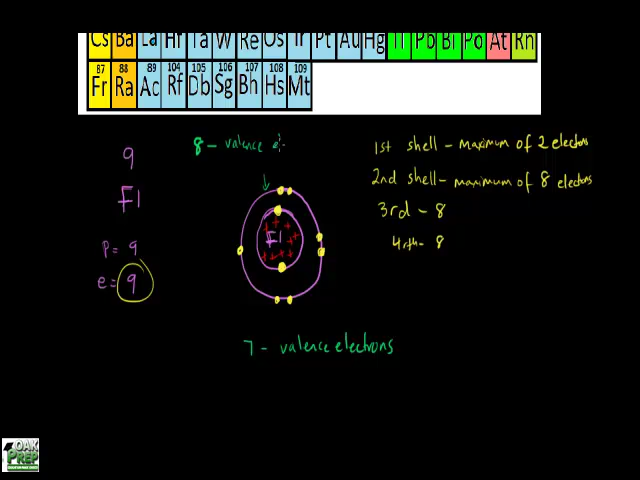 Cs Ba La Hf Ta W Re Os Ir Pt Au Hg Tl Pb Bi Po At Rn
87 88 89 104 105 106 107 108 109
Fr Ra Ac Rf Db Sg Bh Hs Mt
8 - valence e-
1st shell - maximum of 2 electons
2nd shell - maximum of 8 electons
3rd - 8
4rth - 8
9
Fl
P = 9
e = 9
+ + + + + + + + +
Fl
7 - valence electrons
OAK
PREP